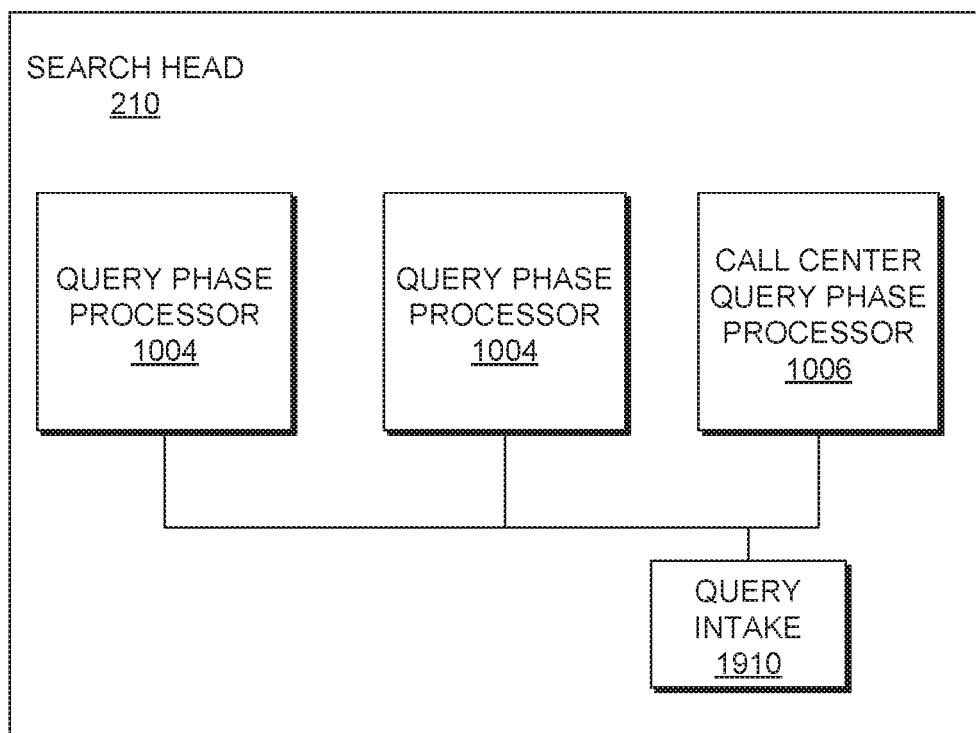 SEARCH HEAD
210
QUERY PHASE
PROCESSOR
1004
QUERY PHASE
PROCESSOR
1004
CALL CENTER
QUERY PHASE
PROCESSOR
1006
QUERY
INTAKE
1910